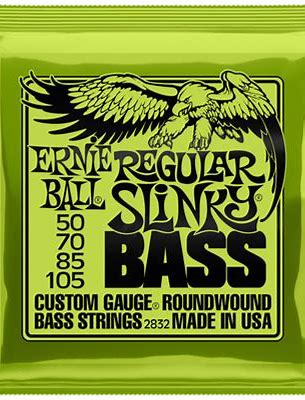 ERNIE BALL®
REGULAR SLINKY®
BASS
50
70
85
105
CUSTOM GAUGE® ROUNDWOUND
BASS STRINGS 2832 MADE IN USA